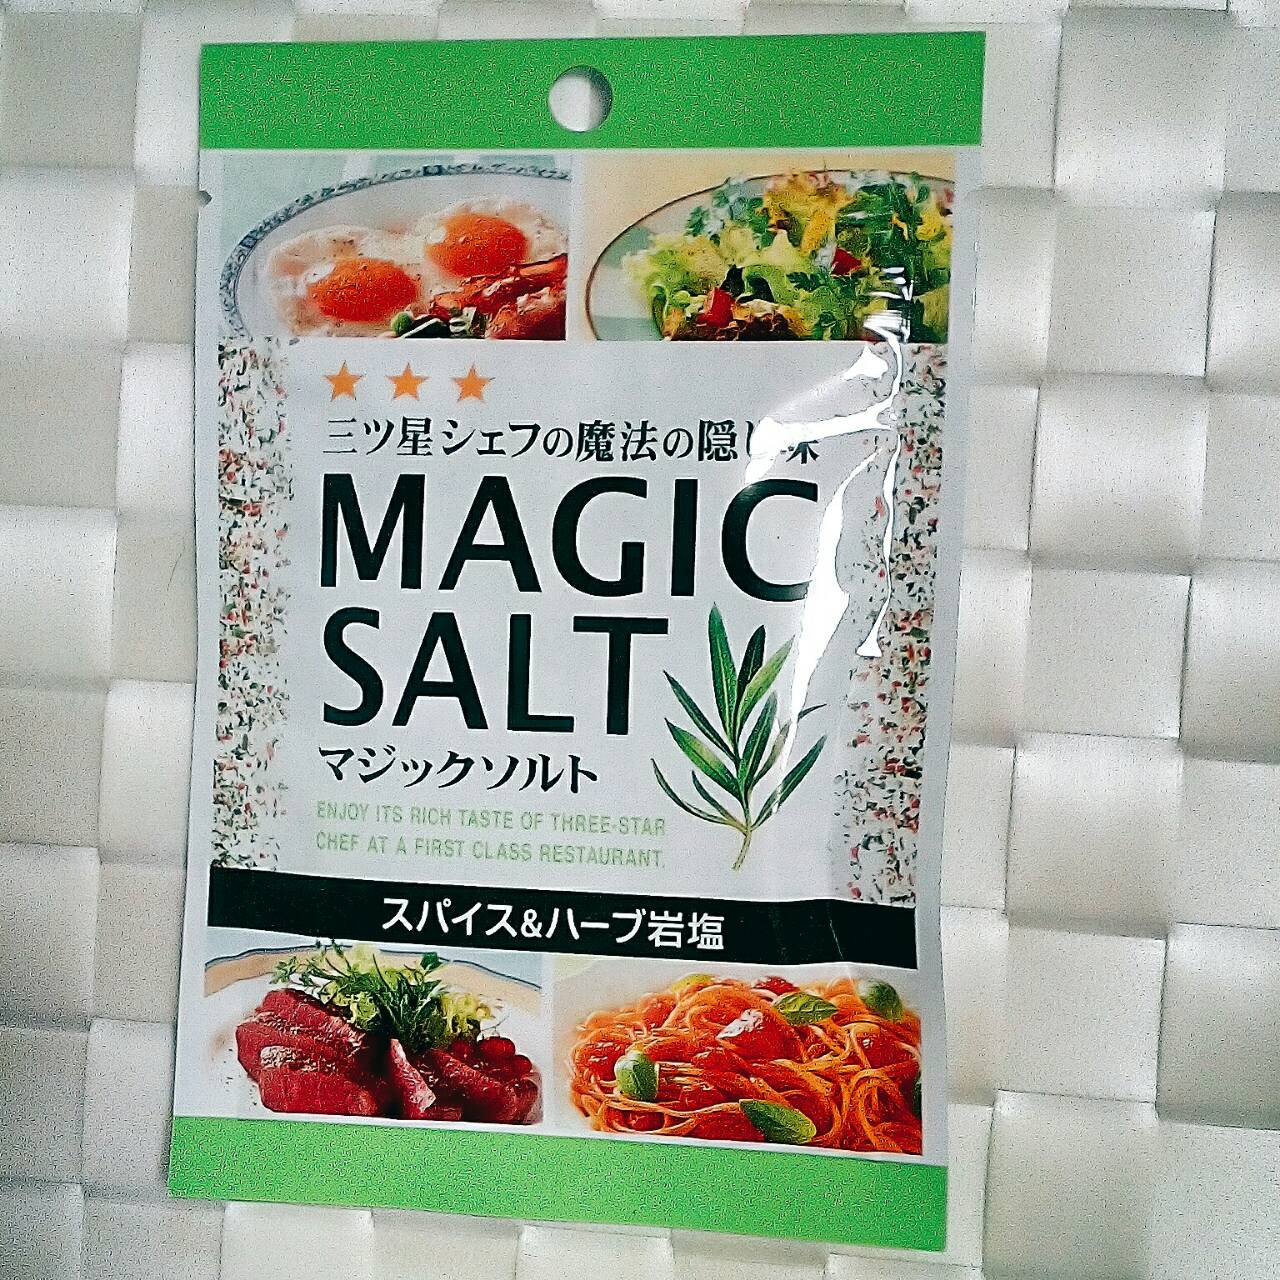 三ツ星シェフの魔法の隠し味
MAGIC
SALT
マジックソルト
ENJOY ITS RICH TASTE OF THREE-STAR
CHEF AT A FIRST CLASS RESTAURANT.
スパイス&ハーブ岩塩